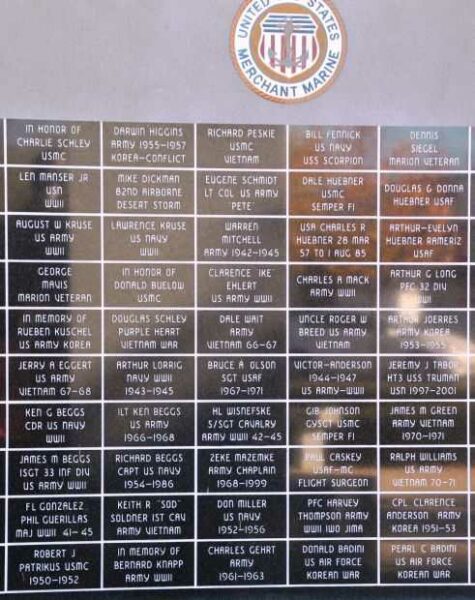 UNITED STATES
MERCHANT MARINE
IN HONOR OF
CHARLIE SCHLEY
USMC
DARWIN HIGGINS
ARMY 1955-1957
KOREA-CONFLICT
RICHARD PESKIE
USMC
VIETNAM
BILL FENNICK
US NAVY
USS SCORPION
DENNIS
SIEGEL
MARION VETERAN
LEN MANSER JR
USN
WWII
MIKE DICKMAN
82ND AIRBORNE
DESERT STORM
EUGENE SCHMIDT
LT COL US ARMY
PETE
DALE HUEBNER
USMC
SEMPER FI
DOUGLAS G DONNA
HUEBNER USAF
AUGUST W KRUSE
US ARMY
WWII
LAWRENCE KRUSE
US NAVY
WWII
WARREN
MITCHELL
ARMY 1942-1945
USA CHARLES R
HUEBNER 28 MAR
57 TO 1 AUG 85
ARTHUR-EVELYN
HUEBNER RAMERIZ
USAF
GEORGE
MAVIS
MARION VETERAN
IN HONOR OF
DONALD BUELOW
USMC
CLARENCE "IKE"
EHLERT
US ARMY WWII
CHARLES A MACK
ARMY WWII
ARTHUR G LONG
PFC 32 DIV
WWII
IN MEMORY OF
RUEBEN KUSCHEL
US ARMY KOREA
DOUGLAS SCHLEY
PURPLE HEART
VIETNAM WAR
DALE WAIT
ARMY
VIETNAM 66-67
UNCLE ROGER W
BREED US ARMY
VIETNAM
ARTHUR JOERRES
ARMY KOREA
1953-1955
JERRY A EGGERT
US ARMY
VIETNAM 67-68
ARTHUR LORRIG
NAVY WWII
1943-1945
BRUCE A OLSON
SGT USAF
1967-1971
VICTOR-ANDERSON
1944-1947
US ARMY-WWII
JEREMY J TABOR
HT3 USS TRUMAN
USN 1997-2001
KEN G BEGGS
CDR US NAVY
WWII
1LT KEN BEGGS
US ARMY
1966-1968
HL WISNEFSKE
S/SGT CAVALRY
ARMY WWII 42-45
GIB JOHNSON
GYSGT USMC
SEMPER FI
JAMES M GREEN
ARMY VIETNAM
1970-1971
JAMES M BEGGS
1SGT 33 INF DIV
US ARMY WWII
RICHARD BEGGS
CAPT US NAVY
1954-1986
ZEKE MAZEMKE
ARMY CHAPLAIN
1968-1999
PAUL CASKEY
USAF-MC
FLIGHT SURGEON
RALPH WILLIAMS
US ARMY
VIETNAM 70-71
FL GONZALEZ
PHIL GUERILLAS
MAJ WWII 41-45
KEITH R "SOD"
SOLDNER 1ST CAV
ARMY VIETNAM
DON MILLER
US NAVY
1952-1956
PFC HARVEY
THOMPSON ARMY
WWII IWO JIMA
CPL CLARENCE
ANDERSON ARMY
KOREA 1951-53
ROBERT J
PATRIKUS USMC
1950-1952
IN MEMORY OF
BERNARD KNAPP
ARMY WWII
CHARLES GEHRT
ARMY
1961-1963
DONALD BADINI
US AIR FORCE
KOREAN WAR
PEARL C BADINI
US AIR FORCE
KOREAN WAR